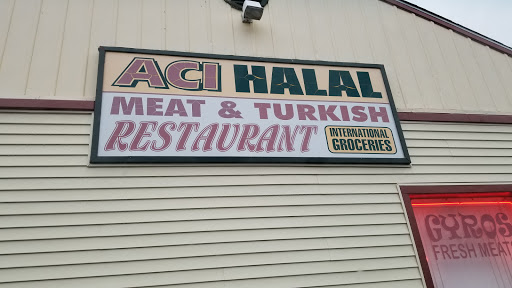 ACI HALAL
MEAT & TURKISH
RESTAURANT
INTERNATIONAL
GROCERIES
GYROS
FRESH MEAT